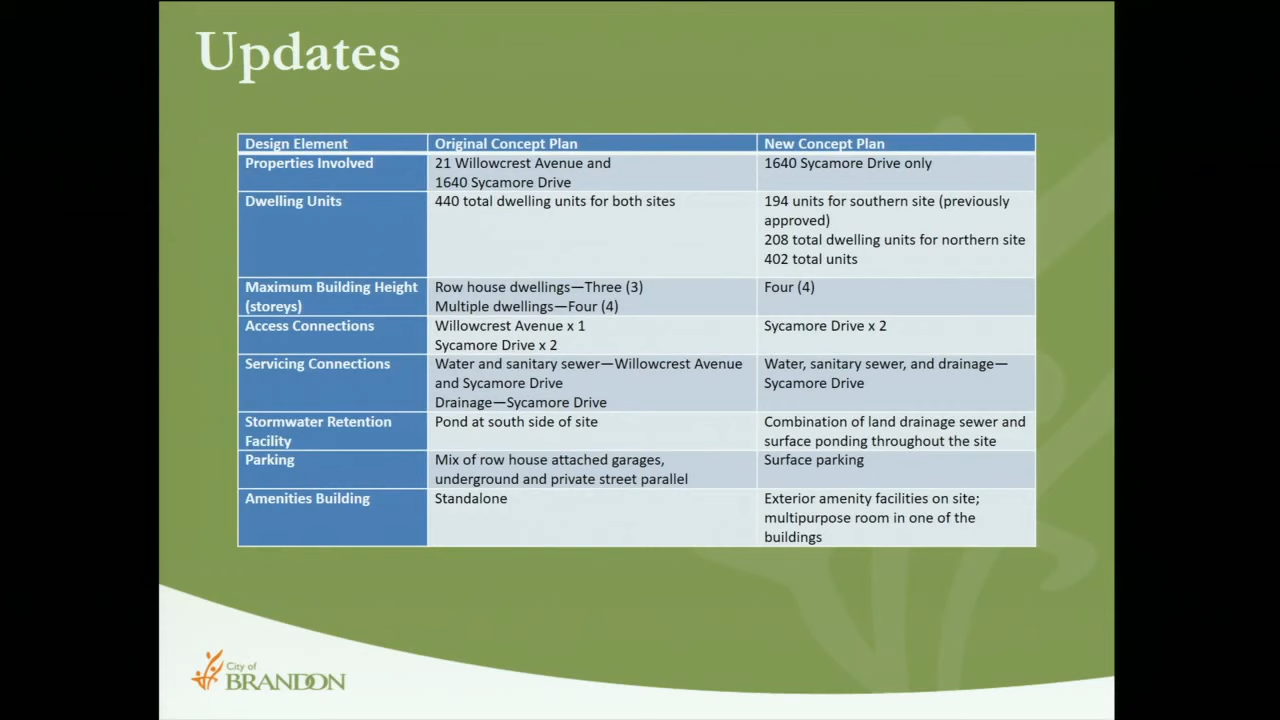 Updates
Design Element
Original Concept Plan
New Concept Plan
Properties Involved
21 Willowcrest Avenue and
1640 Sycamore Drive
1640 Sycamore Drive only
Dwelling Units
440 total dwelling units for both sites
194 units for southern site (previously
approved)
208 total dwelling units for northern site
402 total units
Maximum Building Height
(storeys)
Row house dwellings—Three (3)
Multiple dwellings—Four (4)
Four (4)
Access Connections
Willowcrest Avenue x 1
Sycamore Drive x 2
Sycamore Drive x 2
Servicing Connections
Water and sanitary sewer—Willowcrest Avenue
and Sycamore Drive
Drainage—Sycamore Drive
Water, sanitary sewer, and drainage—
Sycamore Drive
Stormwater Retention
Facility
Pond at south side of site
Combination of land drainage sewer and
surface ponding throughout the site
Parking
Mix of row house attached garages,
underground and private street parallel
Surface parking
Amenities Building
Standalone
Exterior amenity facilities on site;
multipurpose room in one of the
buildings
City of
BRANDON